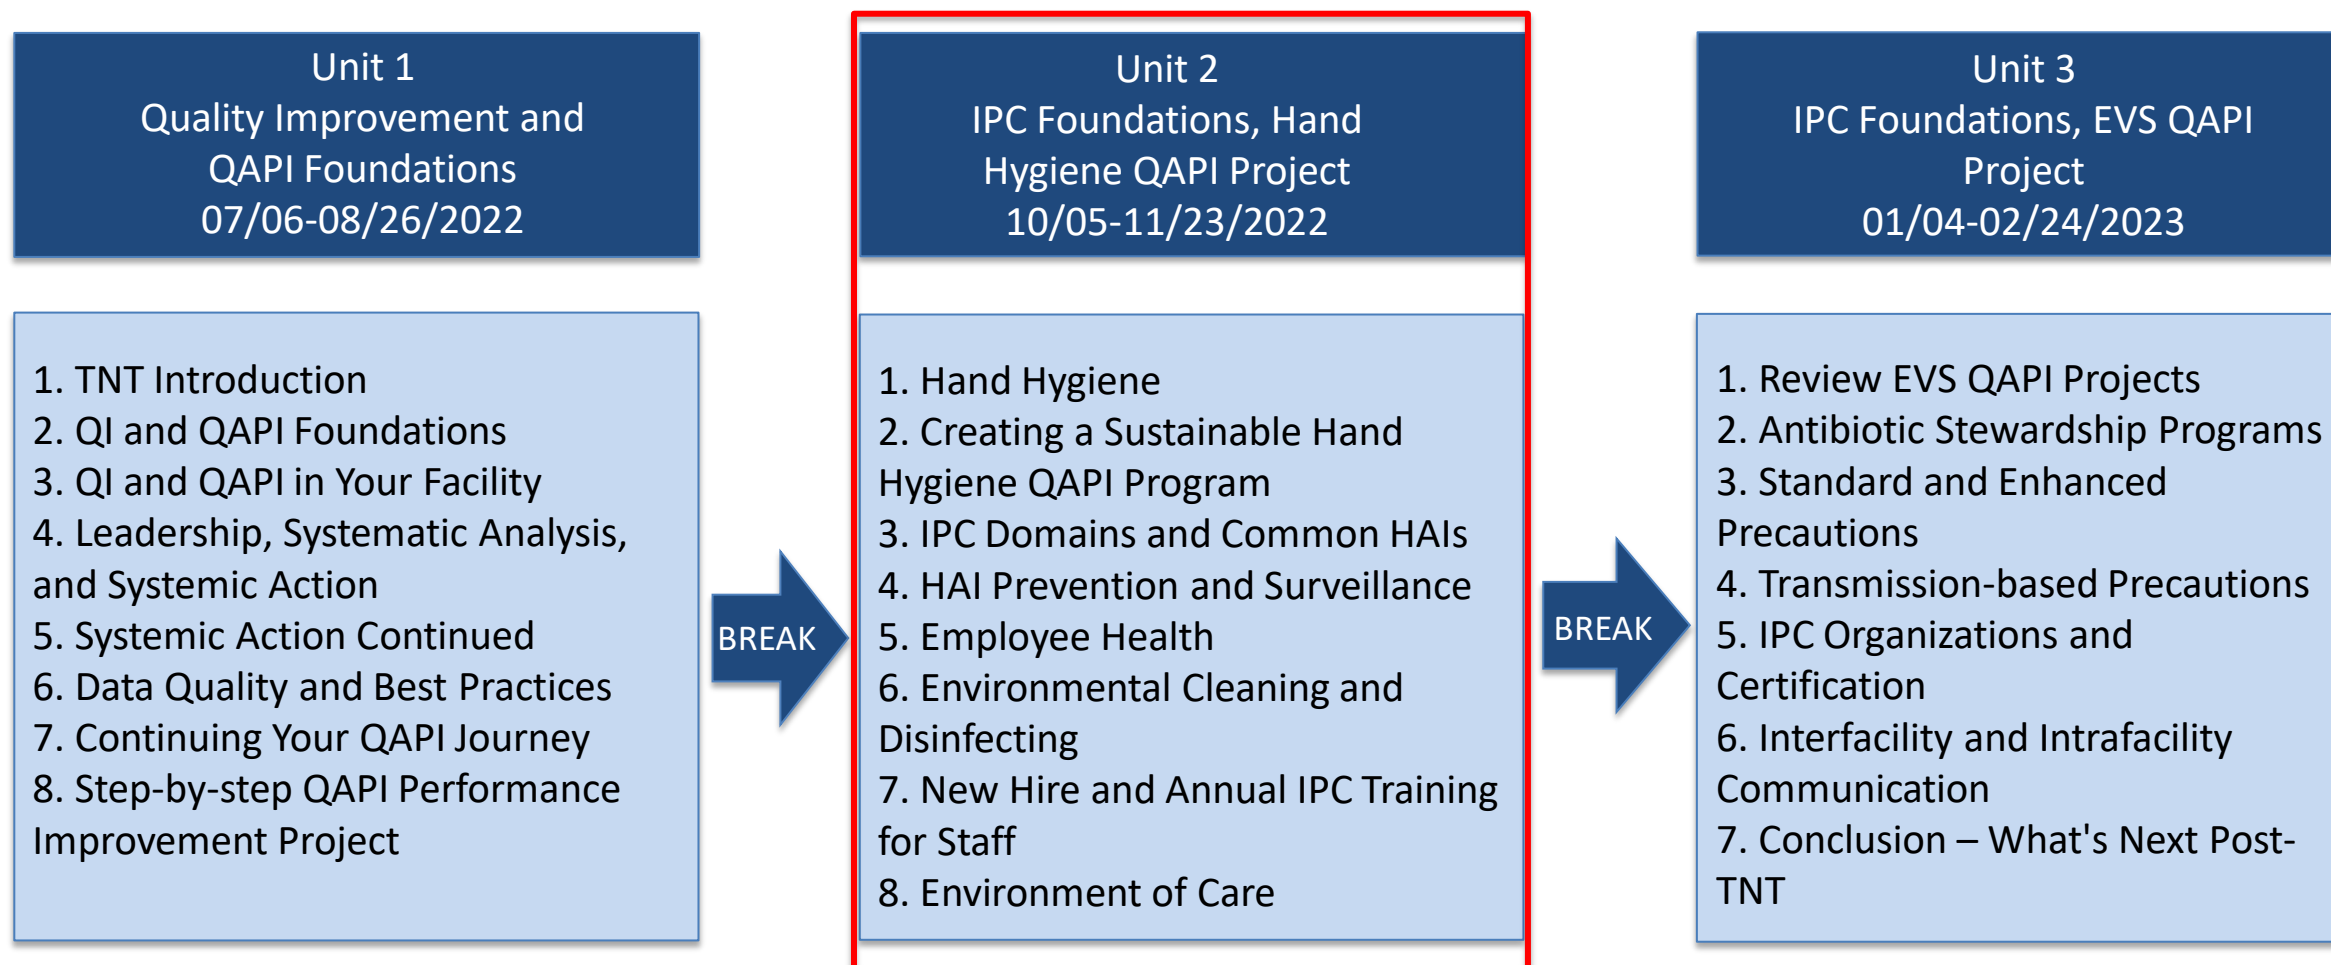 Unit 1
Quality Improvement and
QAPI Foundations
07/06-08/26/2022
1. TNT Introduction
2. QI and QAPI Foundations
3. QI and QAPI in Your Facility
4. Leadership, Systematic Analysis,
and Systemic Action
5. Systemic Action Continued
6. Data Quality and Best Practices
7. Continuing Your QAPI Journey
8. Step-by-step QAPI Performance
Improvement Project
BREAK
Unit 2
IPC Foundations, Hand
Hygiene QAPI Project
10/05-11/23/2022
1. Hand Hygiene
2. Creating a Sustainable Hand
Hygiene QAPI Program
3. IPC Domains and Common HAIs
4. HAI Prevention and Surveillance
5. Employee Health
6. Environmental Cleaning and
Disinfecting
7. New Hire and Annual IPC Training
for Staff
8. Environment of Care
BREAK
Unit 3
IPC Foundations, EVS QAPI
Project
01/04-02/24/2023
1. Review EVS QAPI Projects
2. Antibiotic Stewardship Programs
3. Standard and Enhanced
Precautions
4. Transmission-based Precautions
5. IPC Organizations and
Certification
6. Interfacility and Intrafacility
Communication
7. Conclusion – What's Next Post-
TNT